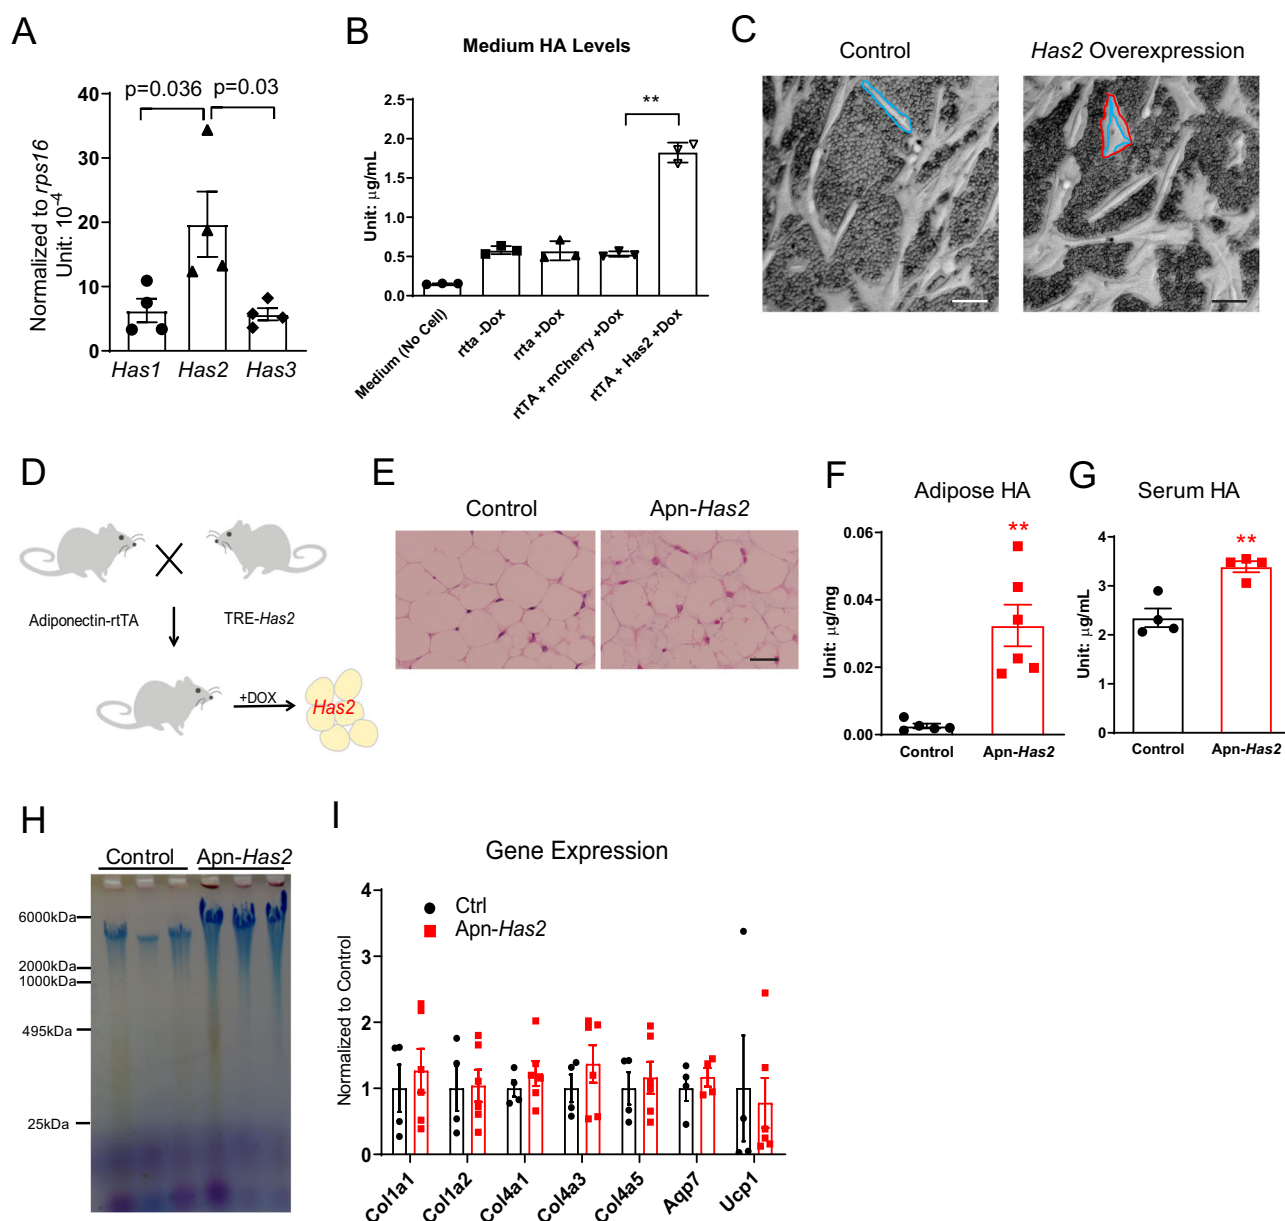 A
p=0.036 p=0.03
Normalized to rps16
Unit: 10-4
40
30
20
10
0
Has1 Has2 Has3
B
Medium HA Levels
Unit: µg/mL
2.5
2.0
1.5
1.0
0.5
0.0
**
Medium (No Cell)
rtta -Dox
rrta +Dox
rtTA + mCherry +Dox
rtTA + Has2 +Dox
C
Control Has2 Overexpression
D
Adiponectin-rtTA TRE-Has2
+DOX
Has2
E
Control Apn-Has2
F
Adipose HA
Unit: µg/mg
0.06
0.04
0.02
0.00
**
Control Apn-Has2
G
Serum HA
Unit: µg/mL
4
3
2
1
0
**
Control Apn-Has2
H
Control Apn-Has2
6000kDa
2000kDa
1000kDa
495kDa
25kDa
I
Gene Expression
Ctrl
Apn-Has2
Normalized to Control
4
3
2
1
0
Col1a1 Col1a2 Col4a1 Col4a3 Col4a5 Aqp7 Ucp1